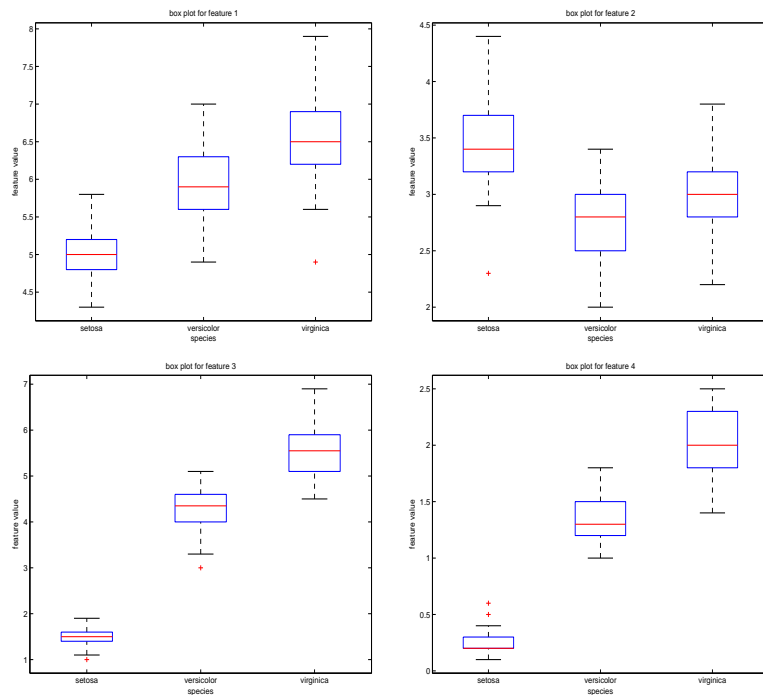 box plot for feature 1
8
7.5
7
6.5
6
5.5
5
4.5
feature value
setosa versicolor virginica
species
box plot for feature 2
4.5
4
3.5
3
2.5
2
feature value
setosa versicolor virginica
species
box plot for feature 3
7
6
5
4
3
2
1
feature value
setosa versicolor virginica
species
box plot for feature 4
2.5
2
1.5
1
0.5
0
feature value
setosa versicolor virginica
species